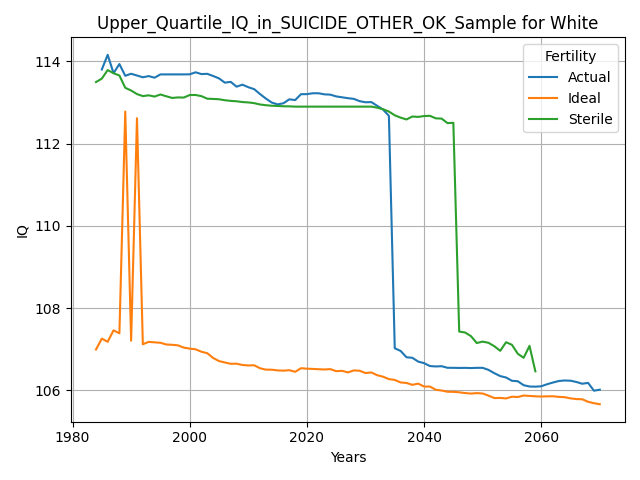 Upper_Quartile_IQ_in_SUICIDE_OTHER_OK_Sample for White
Fertility
Actual
Ideal
Sterile
IQ
114
112
110
108
106
1980
2000
2020
2040
2060
Years